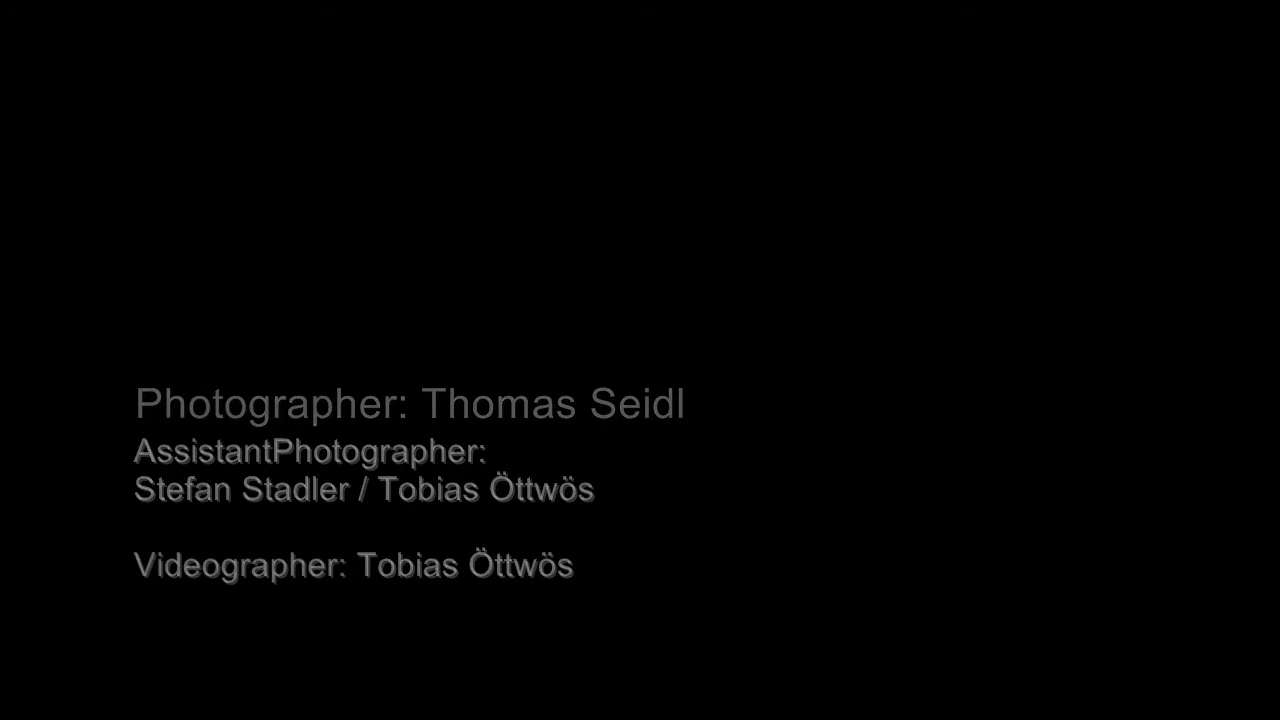 Photographer: Thomas Seidl
AssistantPhotographer:
Stefan Stadler / Tobias Öttwös
Videographer: Tobias Öttwös